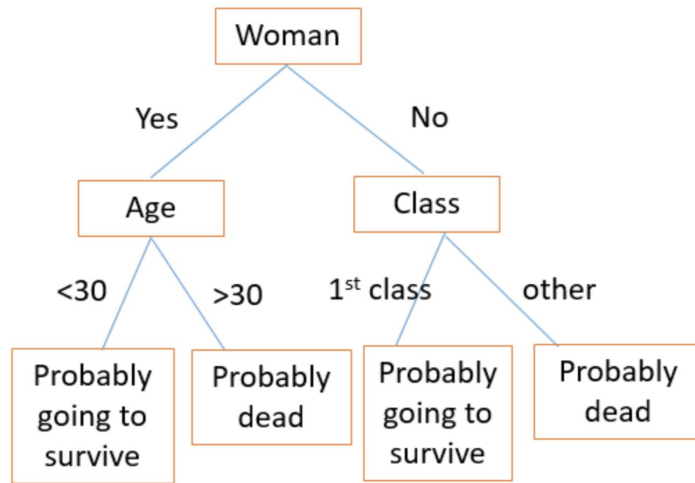 Woman
Yes
No
Age
Class
<30
>30
1st class
other
Probably
going to
survive
Probably
dead
Probably
going to
survive
Probably
dead